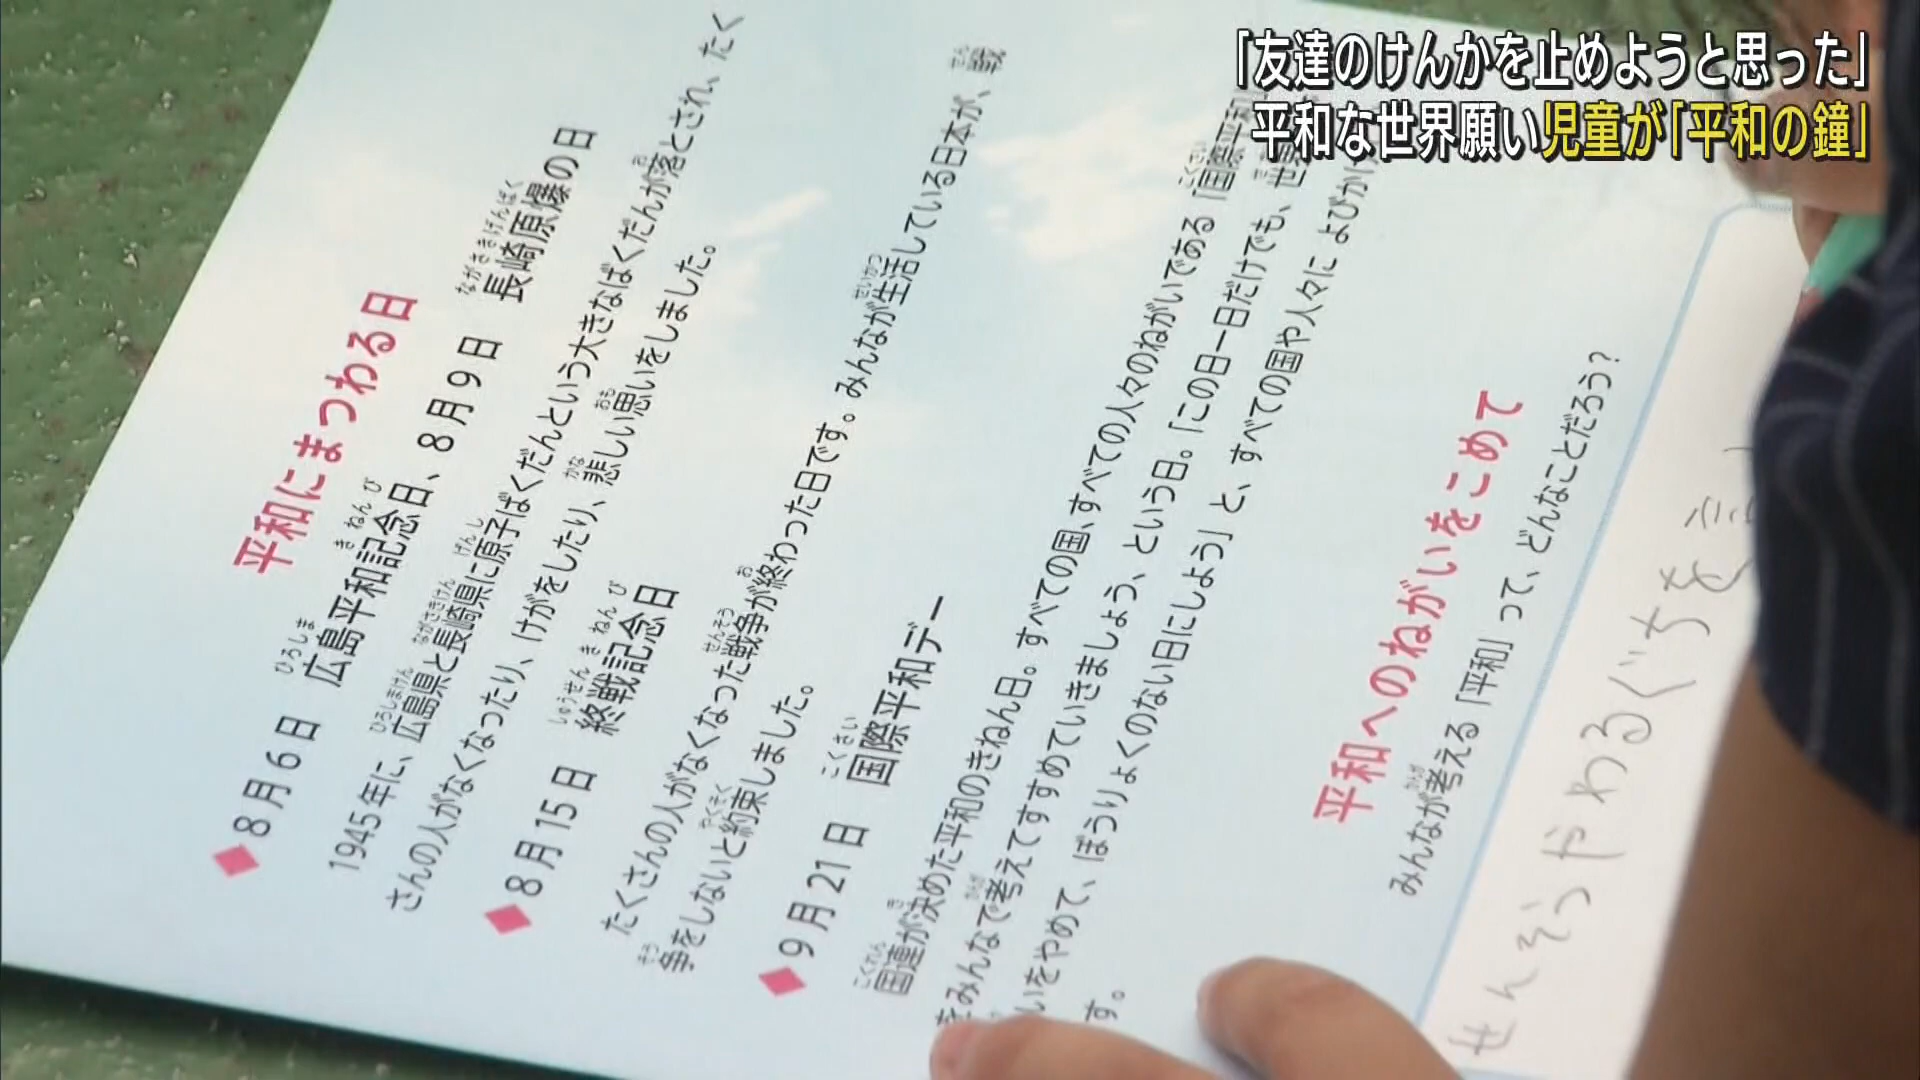 「友達のけんかを止めようと思った」
平和な世界願い児童が「平和の鐘」
平和にまつわる日
◆8月6日 広島平和記念日、8月9日 長崎原爆の日
1945年に、広島県と長崎県に原子ばくだんという大きなばくだんが落とされ、たく
さんの人がなくなったり、けがをしたり、悲しい思いをしました。
◆8月15日 終戦記念日
たくさんの人がなくなった戦争が終わった日です。みんなが生活している日本が、戦
争をしないと約束しました。
◆9月21日 国際平和デー
国連が決めた平和のきねん日。すべての国、すべての人々のねがいである「国際平和
をみんなで考えてすすめていきましょう、という日。「この日一日だけでも、世
いをやめて、ぼうりょくのない日にしよう」と、すべての国や人々によびか
す。
平和へのねがいをこめて
みんなが考える「平和」って、どんなことだろう?
せんそうやわるぐちを